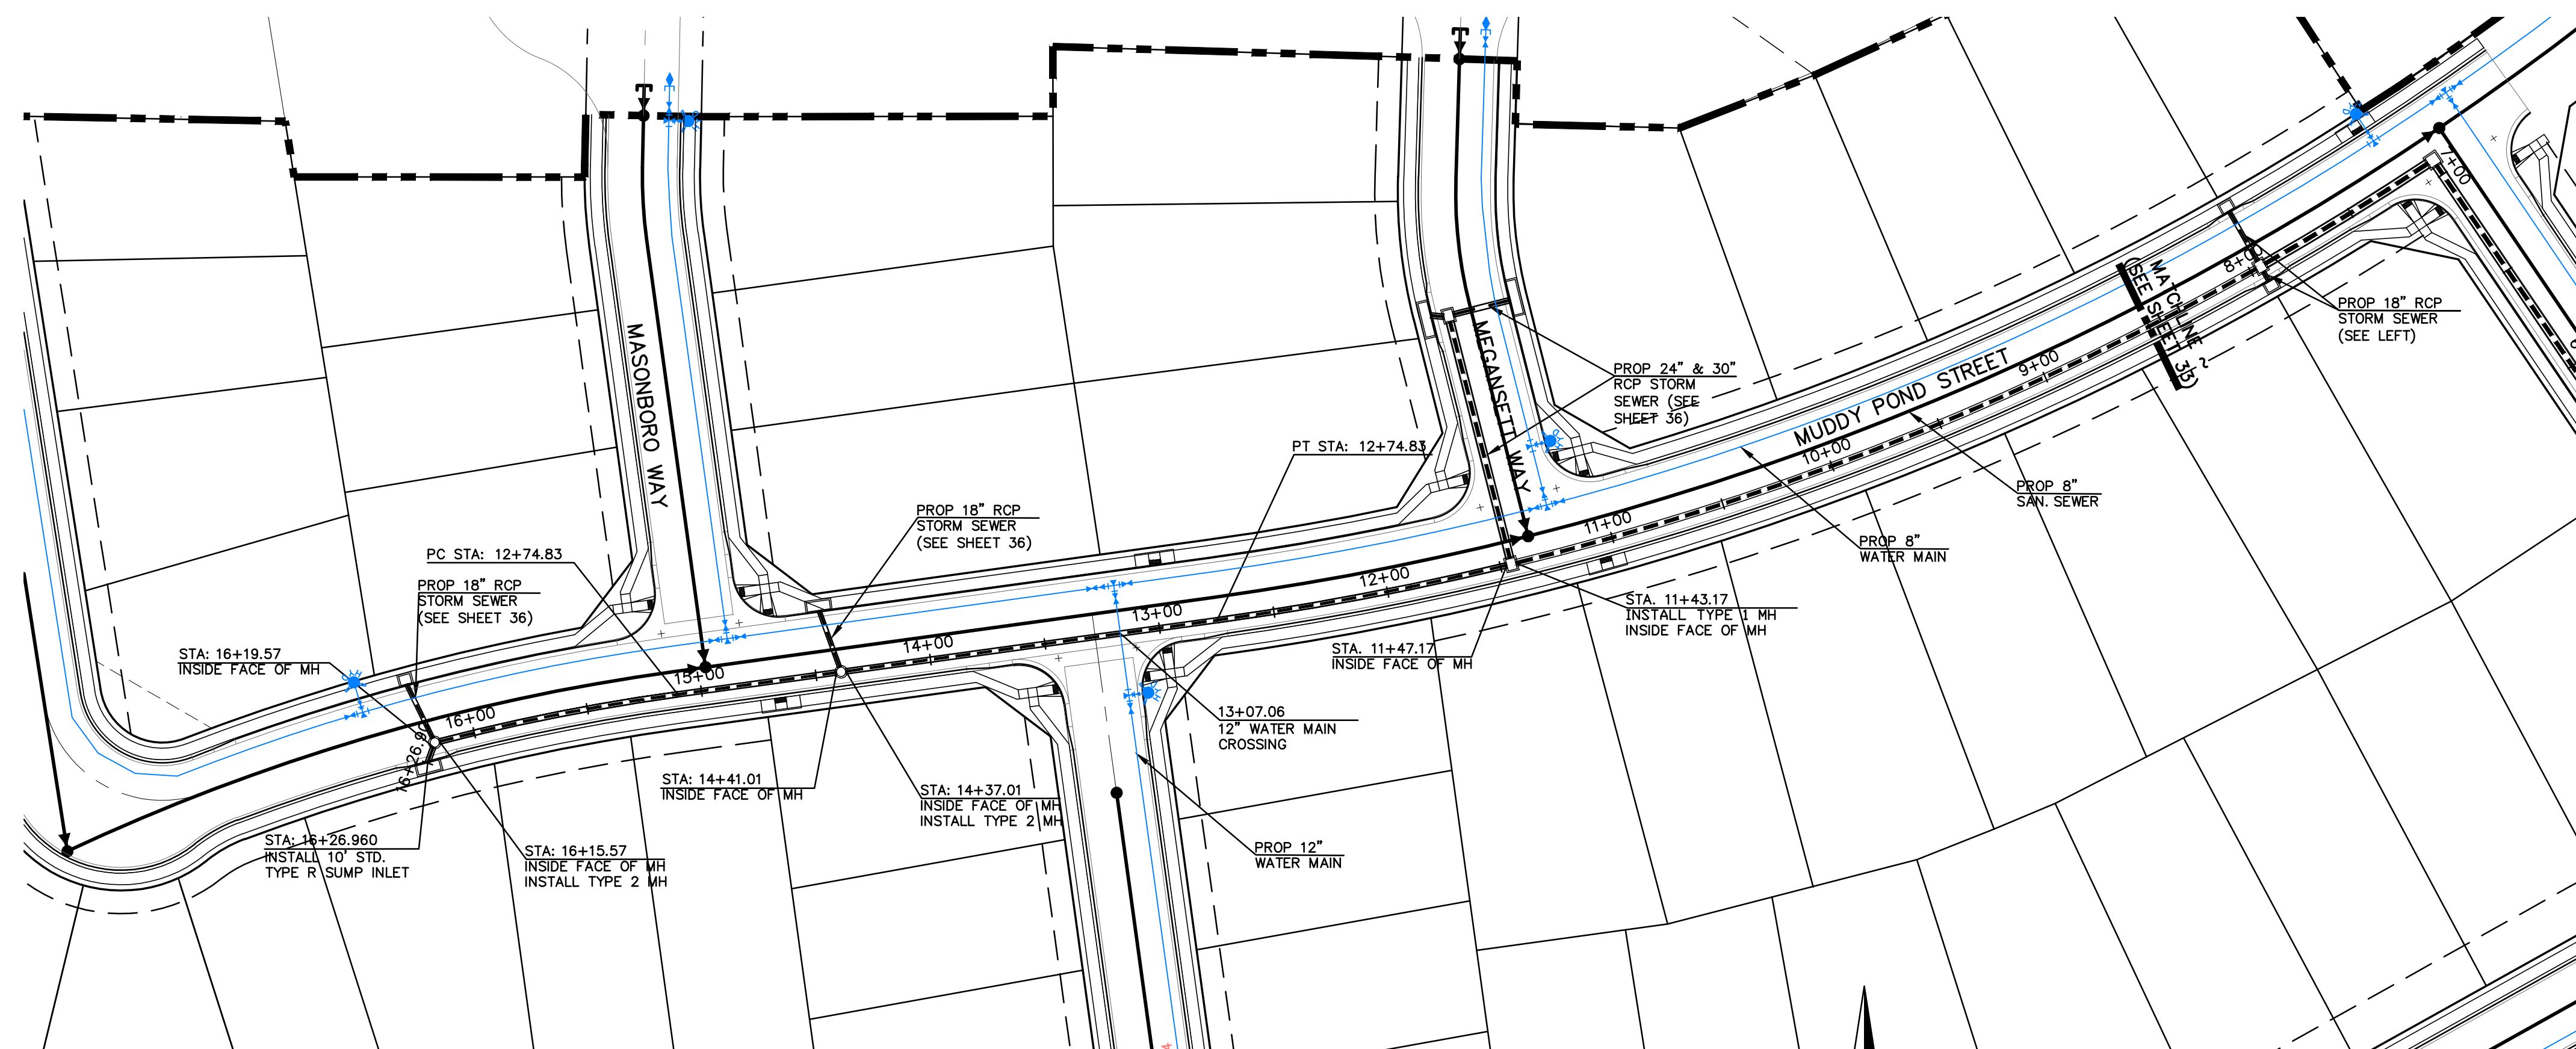 7+00
8+00
MATCHLINE
(SEE SHEET 33)
PROP 18" RCP
STORM SEWER
(SEE LEFT)
MASONBORO WAY
MEGANSETT WAY
PROP 24" & 30"
RCP STORM
SEWER (SEE
SHEET 36)
MUDDY POND STREET
9+00
10+00
PT STA: 12+74.83
PROP 8"
SAN. SEWER
PROP 18" RCP
STORM SEWER
(SEE SHEET 36)
11+00
PROP 8"
WATER MAIN
PC STA: 12+74.83
PROP 18" RCP
STORM SEWER
(SEE SHEET 36)
12+00
13+00
STA. 11+43.17
INSTALL TYPE 1 MH
INSIDE FACE OF MH
STA: 16+19.57
INSIDE FACE OF MH
14+00
STA. 11+47.17
INSIDE FACE OF MH
15+00
16+00
13+07.06
12" WATER MAIN
CROSSING
STA: 14+41.01
INSIDE FACE OF MH
STA: 14+37.01
INSIDE FACE OF MH
INSTALL TYPE 2 MH
STA: 16+26.960
INSTALL 10' STD.
TYPE R SUMP INLET
STA: 16+15.57
INSIDE FACE OF MH
INSTALL TYPE 2 MH
PROP 12"
WATER MAIN